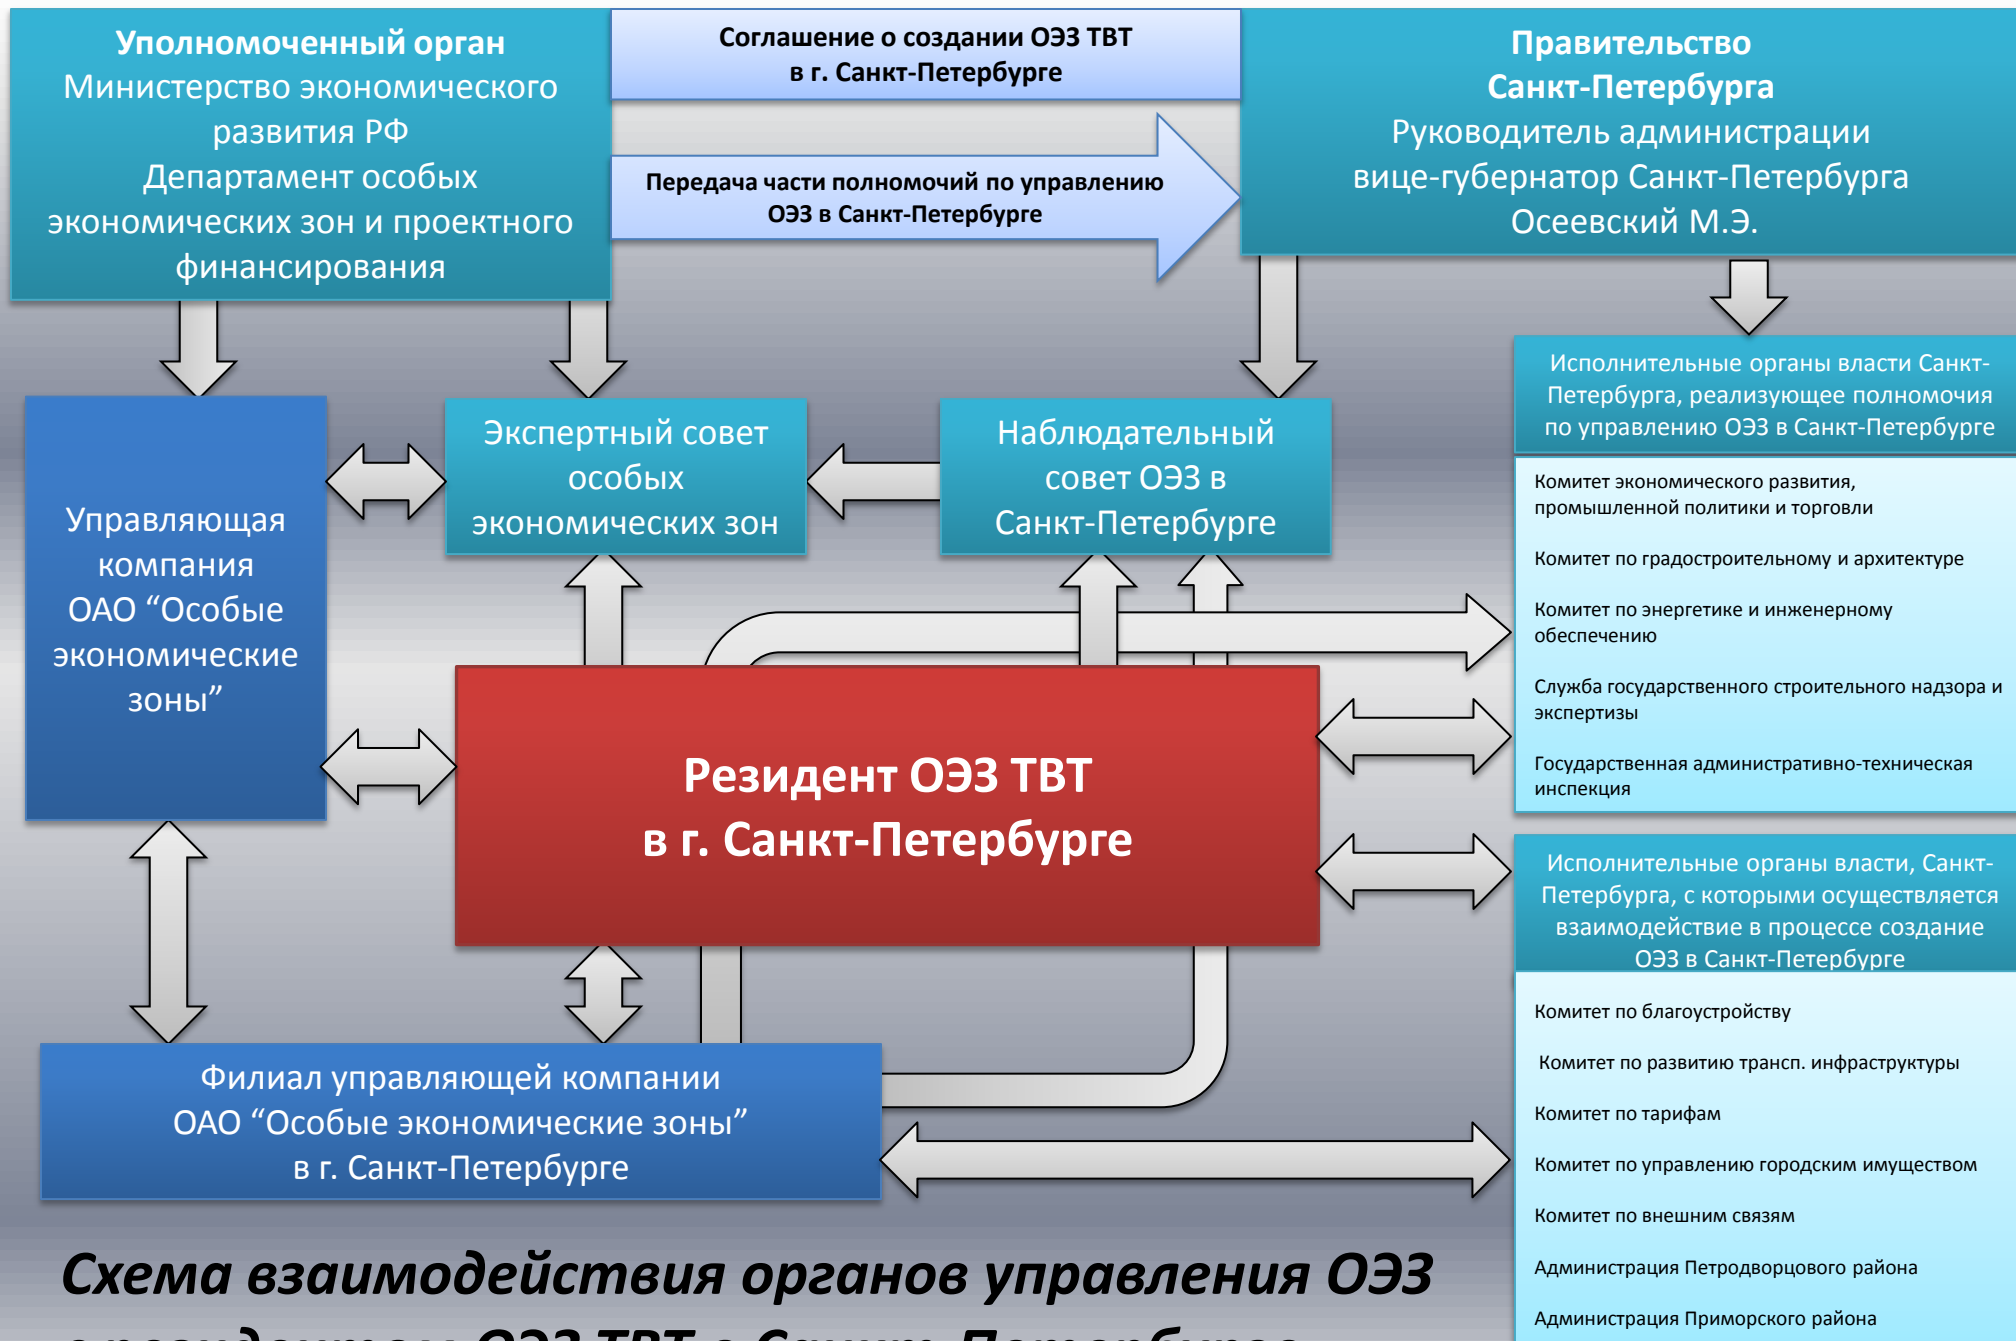 Уполномоченный орган
Министерство экономического
развития РФ
Департамент особых
экономических зон и проектного
финансирования
Соглашение о создании ОЭЗ ТВТ
в г. Санкт-Петербурге
Передача части полномочий по управлению
ОЭЗ в Санкт-Петербурге
Правительство
Санкт-Петербурга
Руководитель администрации
вице-губернатор Санкт-Петербурга
Осеевский М.Э.
Управляющая
компания
ОАО “Особые
экономические
зоны”
Экспертный совет
особых
экономических зон
Наблюдательный
совет ОЭЗ в
Санкт-Петербурге
Исполнительные органы власти Санкт-
Петербурга, реализующее полномочия
по управлению ОЭЗ в Санкт-Петербурге
Комитет экономического развития,
промышленной политики и торговли
Комитет по градостроительному и архитектуре
Комитет по энергетике и инженерному
обеспечению
Служба государственного строительного надзора и
экспертизы
Государственная административно-техническая
инспекция
Резидент ОЭЗ ТВТ
в г. Санкт-Петербурге
Исполнительные органы власти, Санкт-
Петербурга, с которыми осуществляется
взаимодействие в процессе создание
ОЭЗ в Санкт-Петербурге
Комитет по благоустройству
Комитет по развитию трансп. инфраструктуры
Комитет по тарифам
Комитет по управлению городским имуществом
Комитет по внешним связям
Администрация Петродворцового района
Администрация Приморского района
Филиал управляющей компании
ОАО “Особые экономические зоны”
в г. Санкт-Петербурге
Схема взаимодействия органов управления ОЭЗ
с резидентом ОЭЗ ТВТ в Санкт-Петербурге